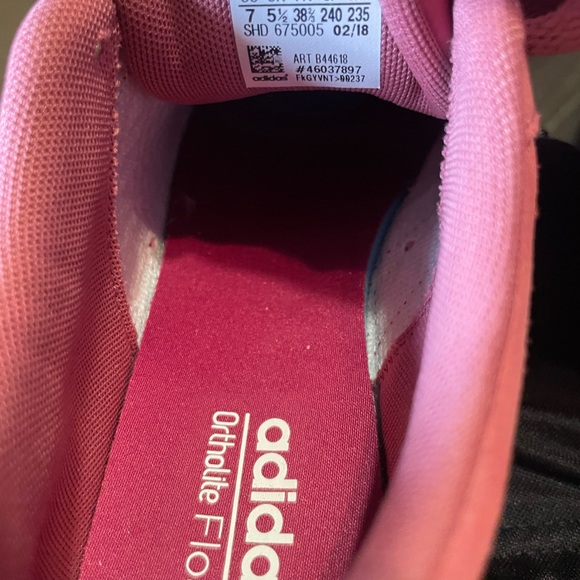 7 5½ 38⅔ 240 235
SHD 675005 02/18
ART B44618
#46037897
adidas FkGYVNT>00237
adida
Ortholite Flo